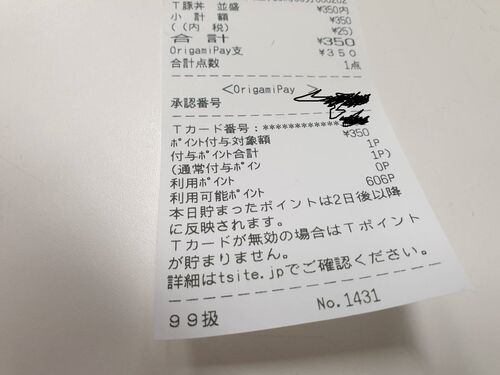 T豚丼 並盛 ¥350円
小 計 額 ¥350
((内 税) ¥25)
合 計 ¥350
OrigamiPay支 ¥350
合計点数 1点
<OrigamiPay >
承認番号
Tカード番号:************
ポイント付与対象額 ¥350
付与ポイント合計 1P
(通常付与ポイン 1P)
利用ポイント 0P
利用可能ポイント 606P
本日貯まったポイントは2日後以降
に反映されます。
Tカードが無効の場合はTポイント
が貯まりません。
詳細はtsite.jpでご確認ください。
No.1431
99扱